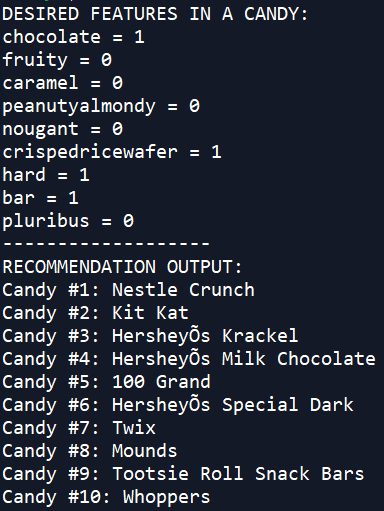 DESIRED FEATURES IN A CANDY:
chocolate = 1
fruity = 0
caramel = 0
peanutyalmondy = 0
nougant = 0
crispedricewafer = 1
hard = 1
bar = 1
pluribus = 0
-------------------
RECOMMENDATION OUTPUT:
Candy #1: Nestle Crunch
Candy #2: Kit Kat
Candy #3: HersheyÕs Krackel
Candy #4: HersheyÕs Milk Chocolate
Candy #5: 100 Grand
Candy #6: HersheyÕs Special Dark
Candy #7: Twix
Candy #8: Mounds
Candy #9: Tootsie Roll Snack Bars
Candy #10: Whoppers